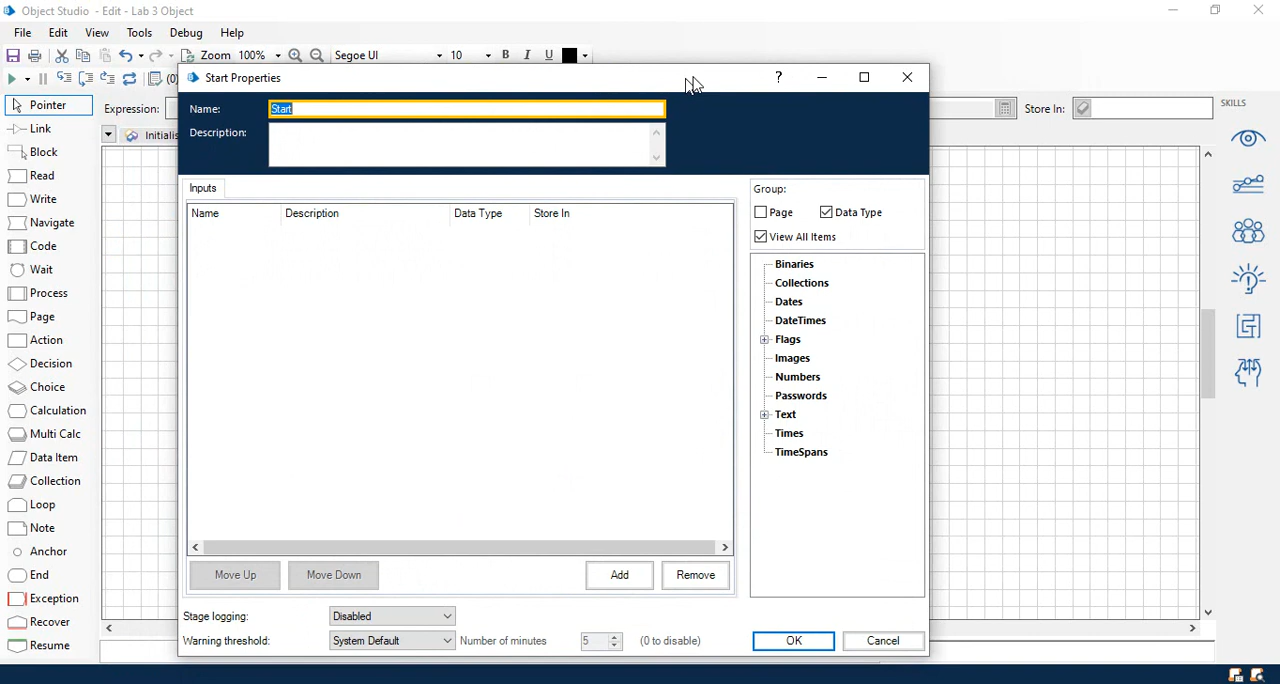 Object Studio - Edit - Lab 3 Object
File Edit View Tools Debug Help
Zoom 100% Segoe UI 10 B I U
(0)
Start Properties ?
Pointer
Expression:
Store In:
SKILLS
Name: Start
Description:
Link
Initialis
Block
Read
Write
Navigate
Code
Wait
Process
Page
Action
Decision
Choice
Calculation
Multi Calc
Data Item
Collection
Loop
Note
Anchor
End
Exception
Recover
Resume
Inputs
Name Description Data Type Store In
Group:
Page Data Type
View All Items
Binaries
Collections
Dates
DateTimes
Flags
Images
Numbers
Passwords
Text
Times
TimeSpans
Move Up Move Down Add Remove
Stage logging: Disabled
Warning threshold: System Default Number of minutes 5 (0 to disable)
OK Cancel